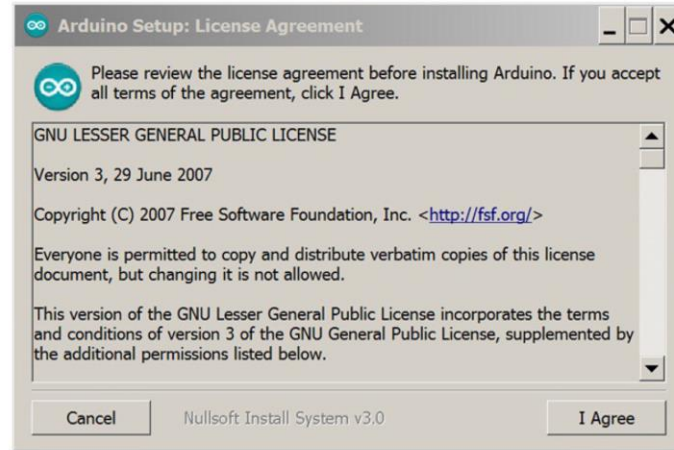 Arduino Setup: License Agreement
Please review the license agreement before installing Arduino. If you accept
all terms of the agreement, click I Agree.
GNU LESSER GENERAL PUBLIC LICENSE
Version 3, 29 June 2007
Copyright (C) 2007 Free Software Foundation, Inc. <http://fsf.org/>
Everyone is permitted to copy and distribute verbatim copies of this license
document, but changing it is not allowed.
This version of the GNU Lesser General Public License incorporates the terms
and conditions of version 3 of the GNU General Public License, supplemented by
the additional permissions listed below.
Cancel
Nullsoft Install System v3.0
I Agree